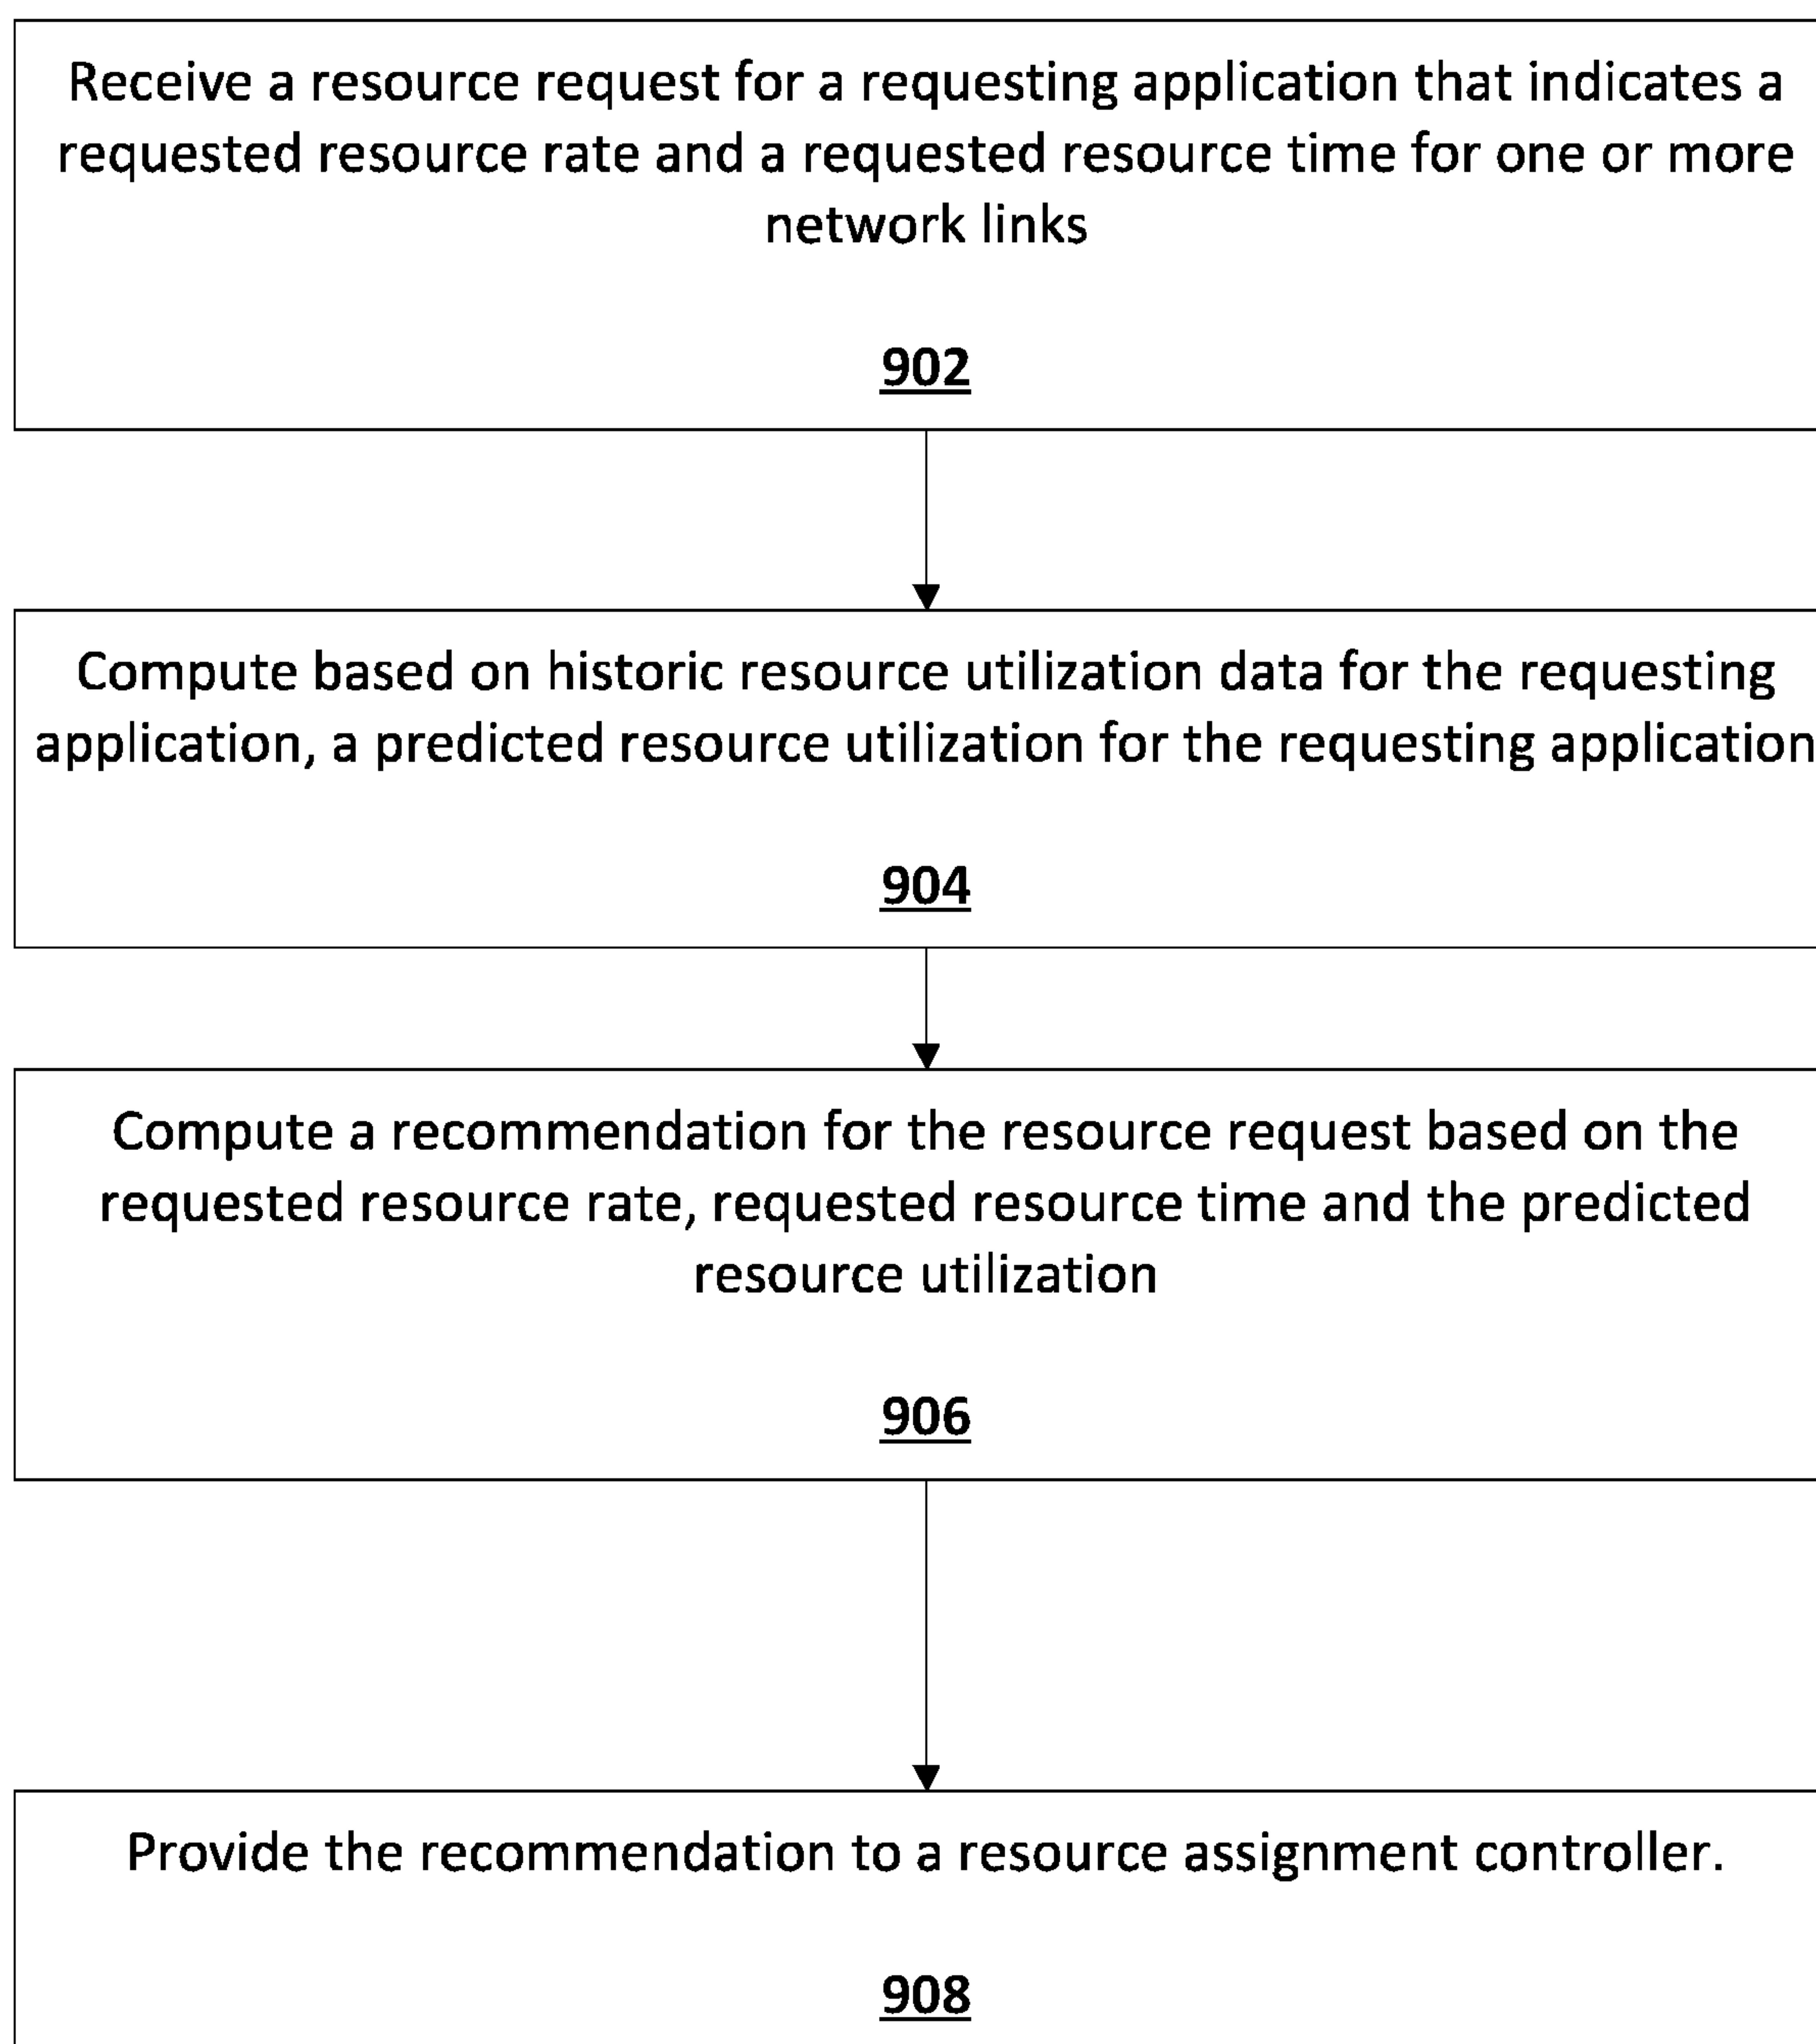 Receive a resource request for a requesting application that indicates a
requested resource rate and a requested resource time for one or more
network links
902
Compute based on historic resource utilization data for the requesting
application, a predicted resource utilization for the requesting application
904
Compute a recommendation for the resource request based on the
requested resource rate, requested resource time and the predicted
resource utilization
906
Provide the recommendation to a resource assignment controller.
908